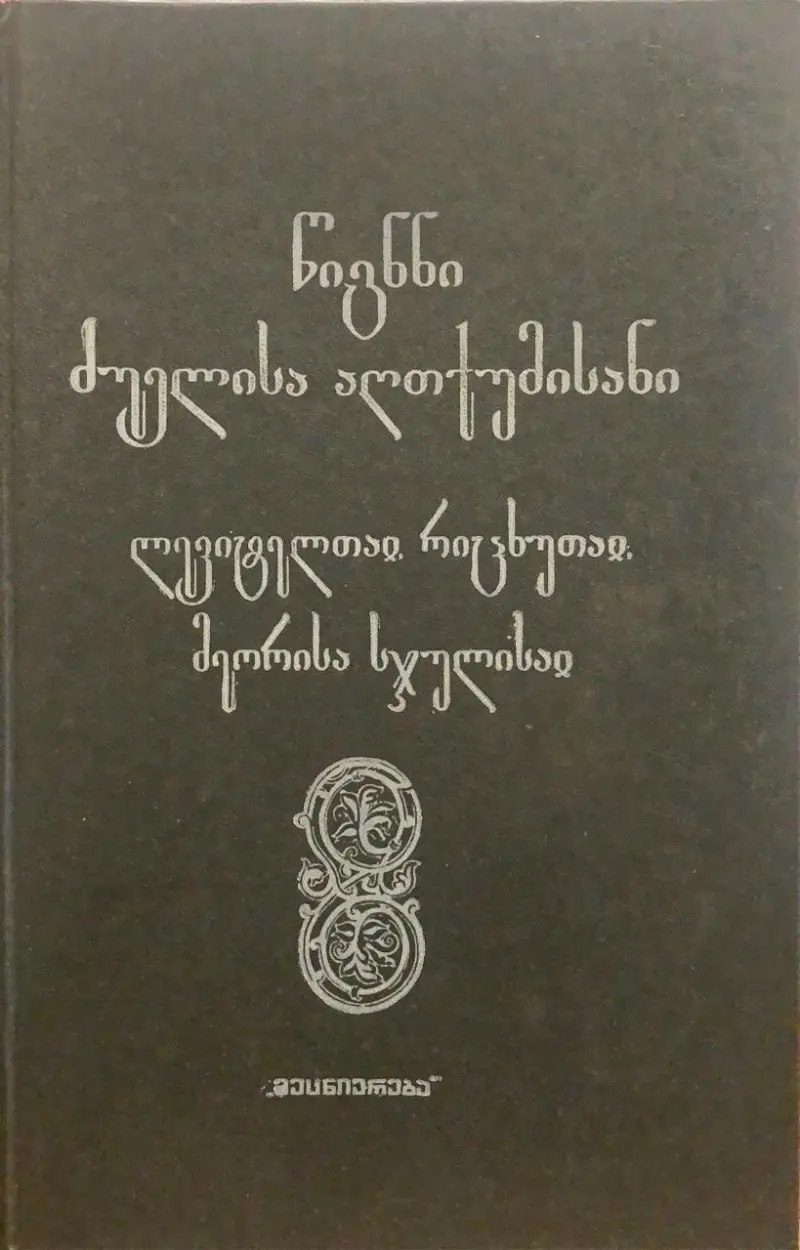 წიგნნი
ძუელისა აღთქუმისანი
ლევიტელთაჲ, რიცხუთაჲ,
მეორისა სჯულისაჲ
„მეცნიერება”